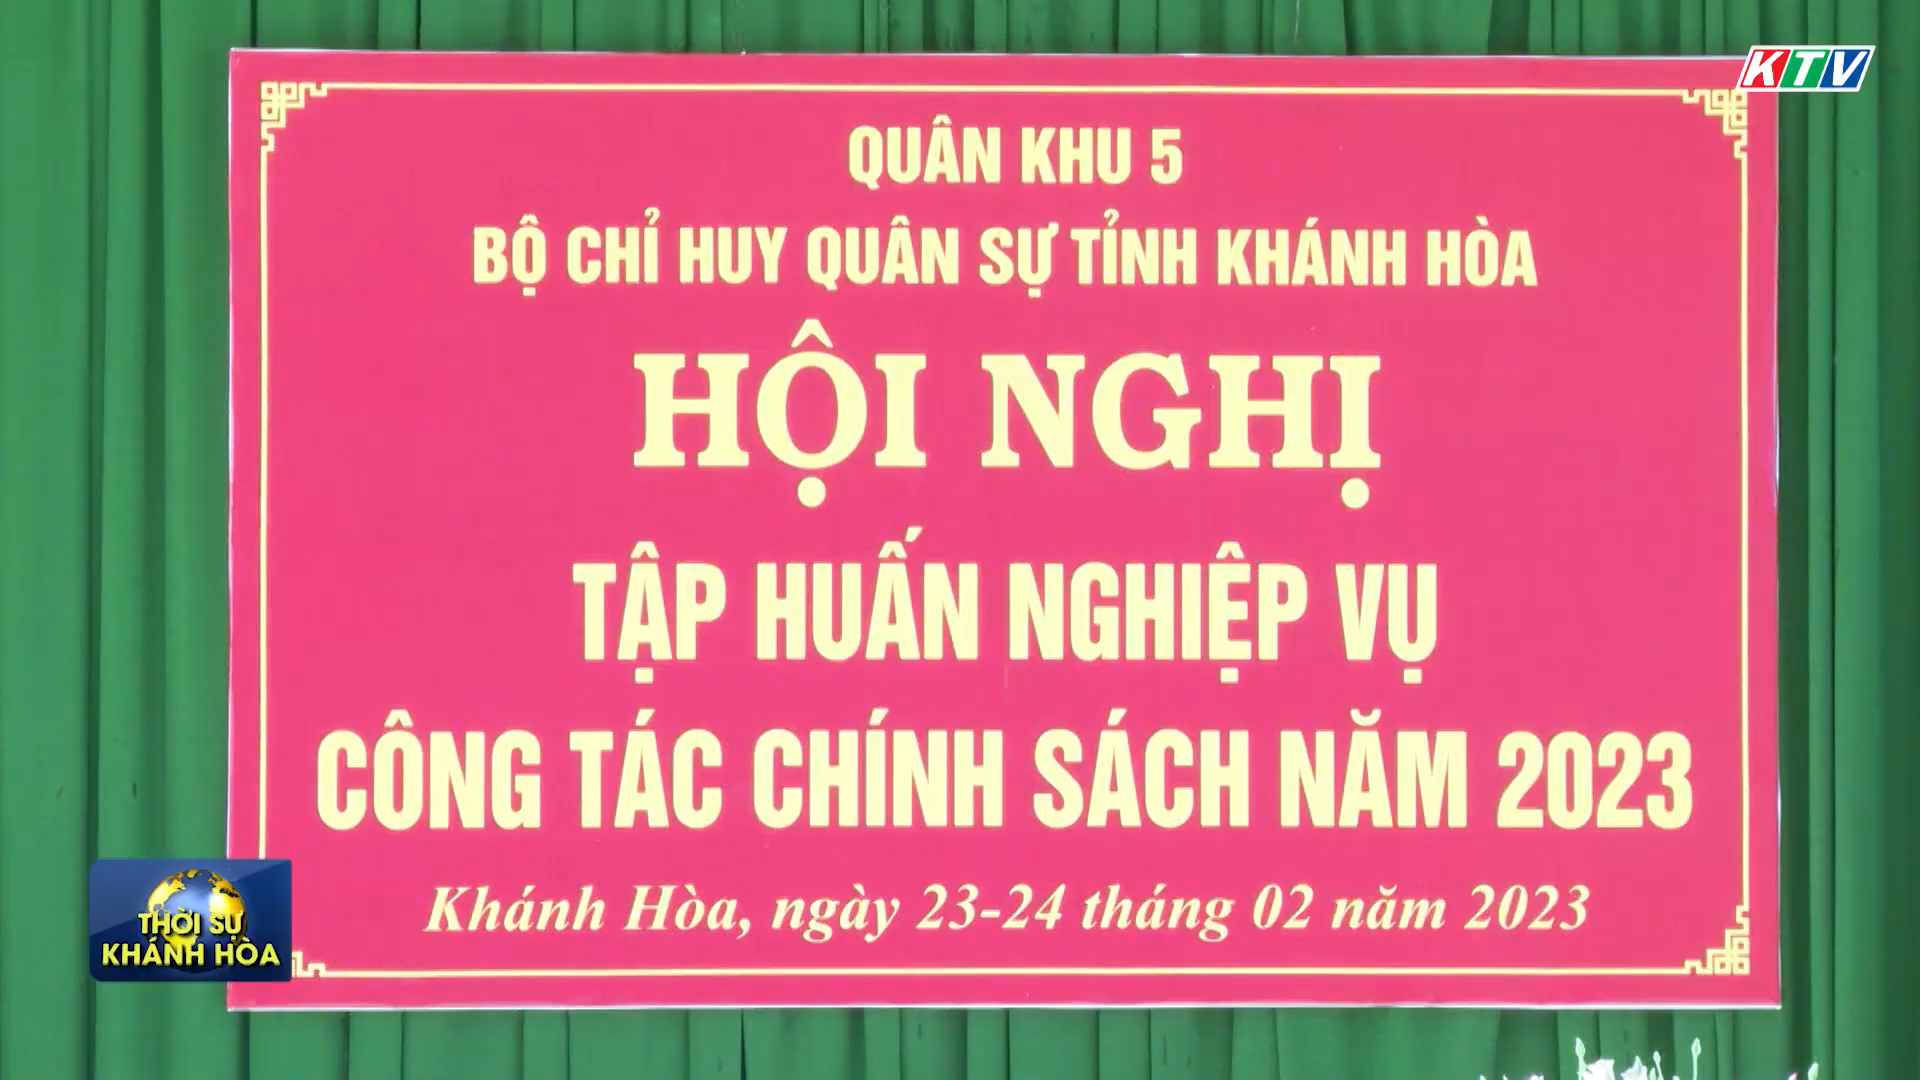 KTV
QUÂN KHU 5
BỘ CHỈ HUY QUÂN SỰ TỈNH KHÁNH HÒA
HỘI NGHỊ
TẬP HUẤN NGHIỆP VỤ
CÔNG TÁC CHÍNH SÁCH NĂM 2023
Khánh Hòa, ngày 23-24 tháng 02 năm 2023
THỜI SỰ
KHÁNH HÒA